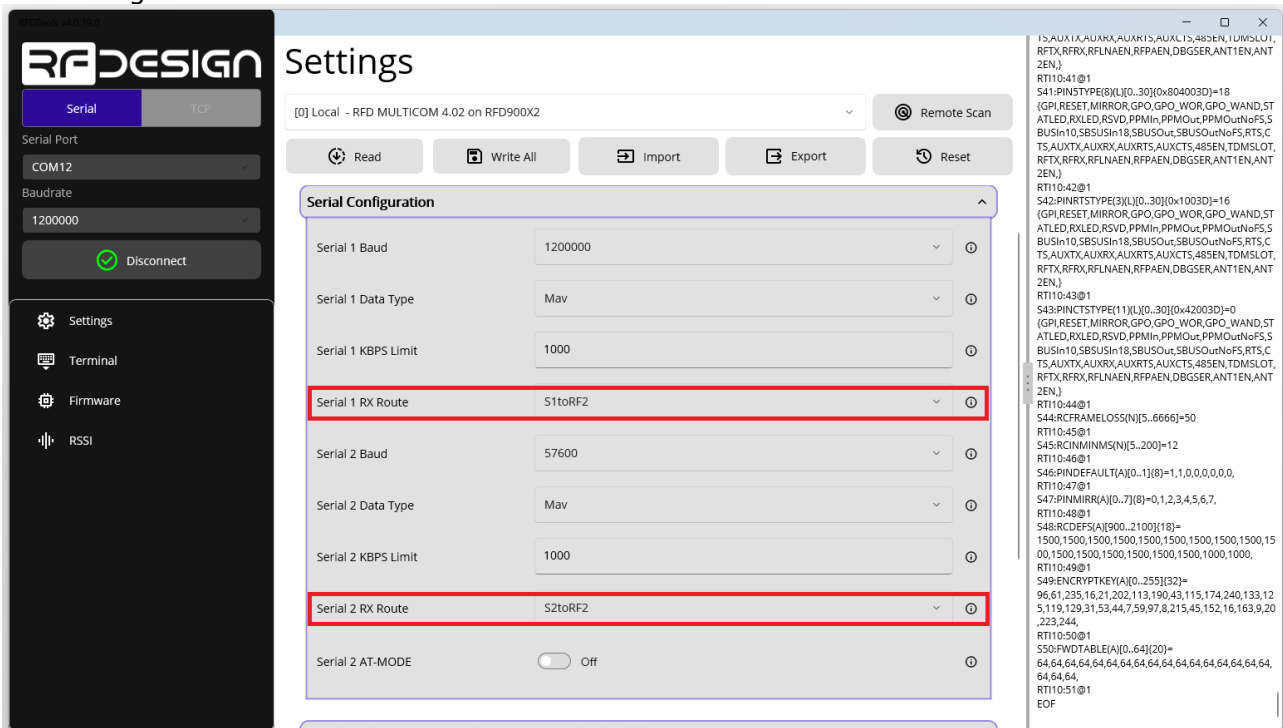 RFDTools v4.0.19.0
RFDESIGN
Serial
TCP
Serial Port
COM12
Baudrate
1200000
Disconnect
Settings
Terminal
Firmware
RSSI
Settings
[0] Local - RFD MULTICOM 4.02 on RFD900X2
Remote Scan
Read
Write All
Import
Export
Reset
Serial Configuration
Serial 1 Baud
1200000
Serial 1 Data Type
Mav
Serial 1 KBPS Limit
1000
Serial 1 RX Route
S1toRF2
Serial 2 Baud
57600
Serial 2 Data Type
Mav
Serial 2 KBPS Limit
1000
Serial 2 RX Route
S2toRF2
Serial 2 AT-MODE
Off
TS,AUXTX,AUXRX,AUXRTS,AUXCTS,485EN,TDMSLOT,
RFTX,RFRX,RFLNAEN,RFPAEN,DBGSER,ANT1EN,ANT
2EN,}
RTI10:41@1
S41:PIN5TYPE(8)(L)[0..30]{0x804003D}=18
{GPI,RESET,MIRROR,GPO,GPO_WOR,GPO_WAND,ST
ATLED,RXLED,RSVD,PPMIn,PPMOut,PPMOutNoFS,S
BUSIn10,SBSUSIn18,SBUSOut,SBUSOutNoFS,RTS,C
TS,AUXTX,AUXRX,AUXRTS,AUXCTS,485EN,TDMSLOT,
RFTX,RFRX,RFLNAEN,RFPAEN,DBGSER,ANT1EN,ANT
2EN,}
RTI10:42@1
S42:PINRTSTYPE(3)(L)[0..30]{0x1003D}=16
{GPI,RESET,MIRROR,GPO,GPO_WOR,GPO_WAND,ST
ATLED,RXLED,RSVD,PPMIn,PPMOut,PPMOutNoFS,S
BUSIn10,SBSUSIn18,SBUSOut,SBUSOutNoFS,RTS,C
TS,AUXTX,AUXRX,AUXRTS,AUXCTS,485EN,TDMSLOT,
RFTX,RFRX,RFLNAEN,RFPAEN,DBGSER,ANT1EN,ANT
2EN,}
RTI10:43@1
S43:PINCTSTYPE(11)(L)[0..30]{0x42003D}=0
{GPI,RESET,MIRROR,GPO,GPO_WOR,GPO_WAND,ST
ATLED,RXLED,RSVD,PPMIn,PPMOut,PPMOutNoFS,S
BUSIn10,SBSUSIn18,SBUSOut,SBUSOutNoFS,RTS,C
TS,AUXTX,AUXRX,AUXRTS,AUXCTS,485EN,TDMSLOT,
RFTX,RFRX,RFLNAEN,RFPAEN,DBGSER,ANT1EN,ANT
2EN,}
RTI10:44@1
S44:RCFRAMELOSS(N)[5..6666]=50
RTI10:45@1
S45:RCINMINMS(N)[5..200]=12
RTI10:46@1
S46:PINDEFAULT(A)[0..1]{8}=1,1,0,0,0,0,0,0,
RTI10:47@1
S47:PINMIRR(A)[0..7]{8}=0,1,2,3,4,5,6,7,
RTI10:48@1
S48:RCDEFS(A)[900..2100]{18}=
1500,1500,1500,1500,1500,1500,1500,1500,1500,15
00,1500,1500,1500,1500,1500,1500,1000,1000,
RTI10:49@1
S49:ENCRYPTKEY(A)[0..255]{32}=
96,61,235,16,21,202,113,190,43,115,174,240,133,12
5,119,129,31,53,44,7,59,97,8,215,45,152,16,163,9,20
,223,244,
RTI10:50@1
S50:FWDTABLE(A)[0..64]{20}=
64,64,64,64,64,64,64,64,64,64,64,64,64,64,64,64,64,
64,64,64,
RTI10:51@1
EOF